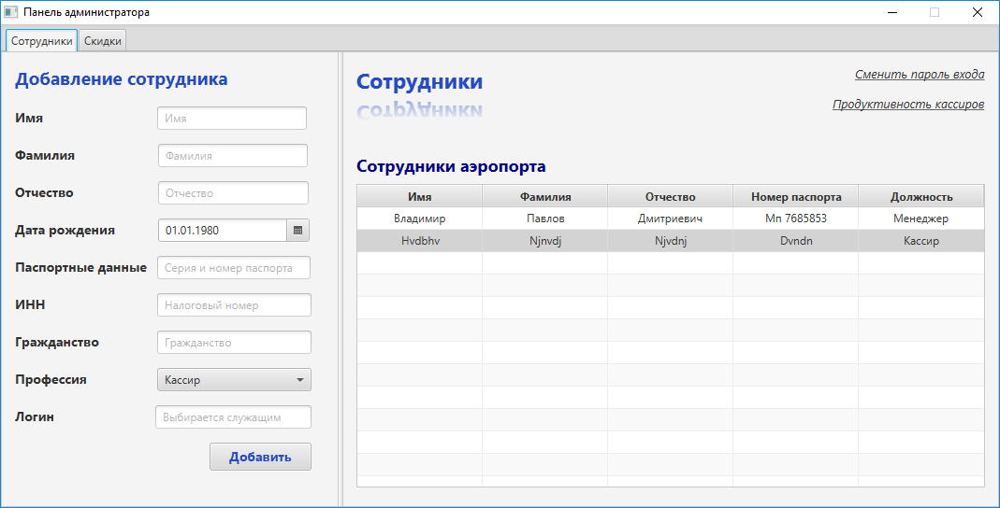 Панель администратора
Сотрудники Скидки
Добавление сотрудника
Имя Имя
Фамилия Фамилия
Отчество Отчество
Дата рождения 01.01.1980
Паспортные данные Серия и номер паспорта
ИНН Налоговый номер
Гражданство Гражданство
Профессия Кассир
Логин Выбирается служащим
Добавить
Сотрудники
Сменить пароль входа
Продуктивность кассиров
Сотрудники аэропорта
Имя Фамилия Отчество Номер паспорта Должность
Владимир Павлов Дмитриевич Мп 7685853 Менеджер
Hvdbhv Njnvdj Njvdnj Dvndn Кассир